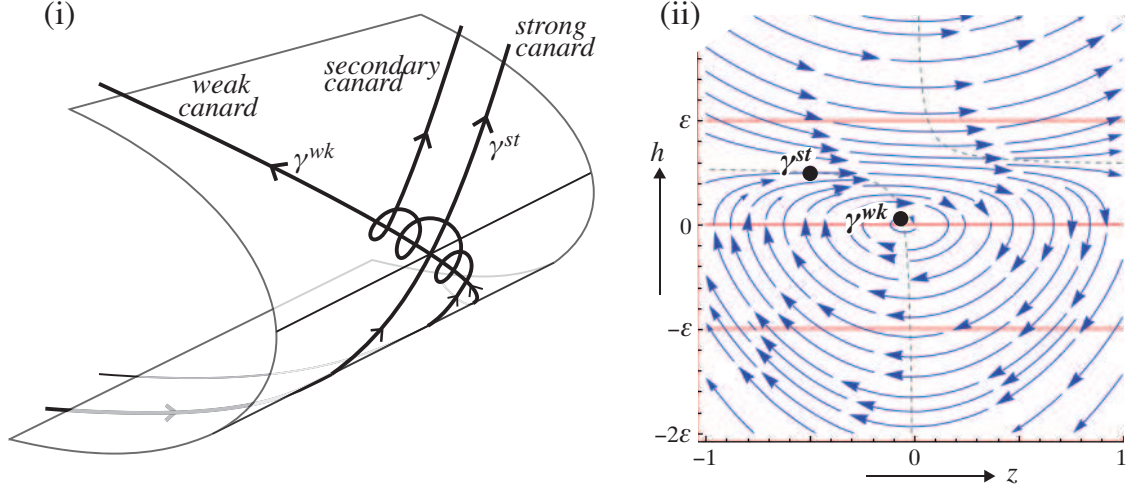 (i)
weak
canard
secondary
canard
strong
canard
γ^{wk}
γ^{st}
(ii)
h
ε
0
-ε
-2ε
γ^{st}
γ^{wk}
-1
0
1
z